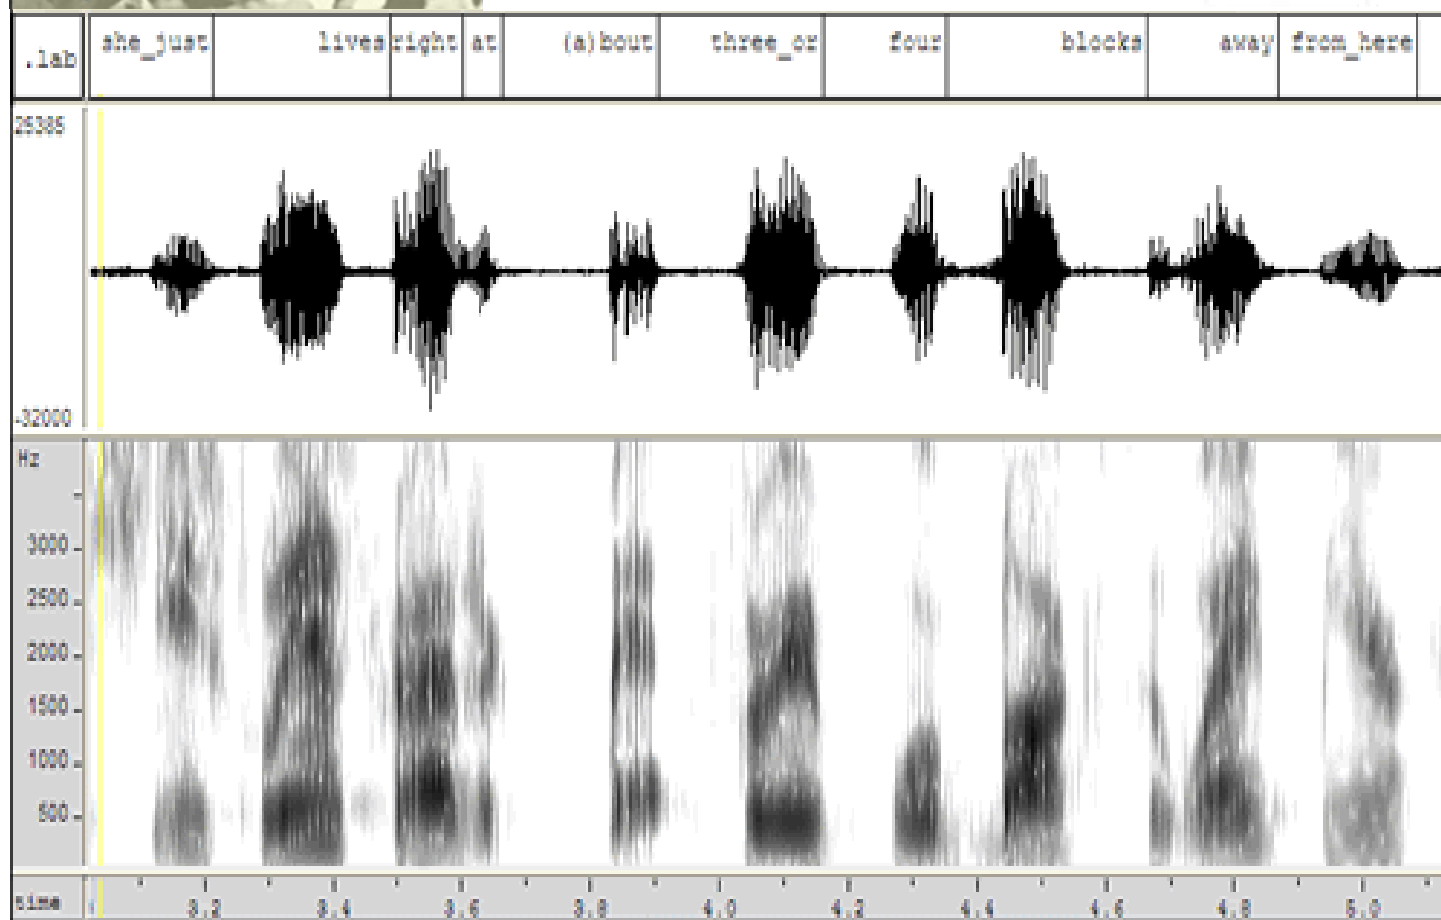 .lab she_just lives right at (a)bout three_or four blocks away from_here
25385
-32000
Hz
3000
2500
2000
1500
1000
500
time 3.2 3.4 3.6 3.8 4.0 4.2 4.4 4.6 4.8 5.0